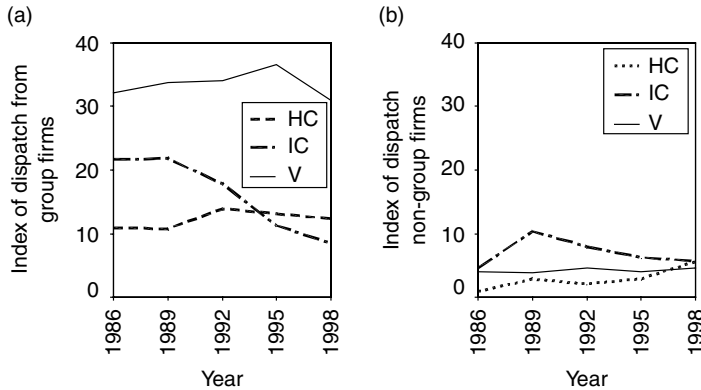 (a)
Index of dispatch from
group firms
40
30
20
10
0
HC
IC
V
1986
1989
1992
1995
1998
Year
(b)
Index of dispatch
non-group firms
40
30
20
10
0
HC
IC
V
1986
1989
1992
1995
1998
Year